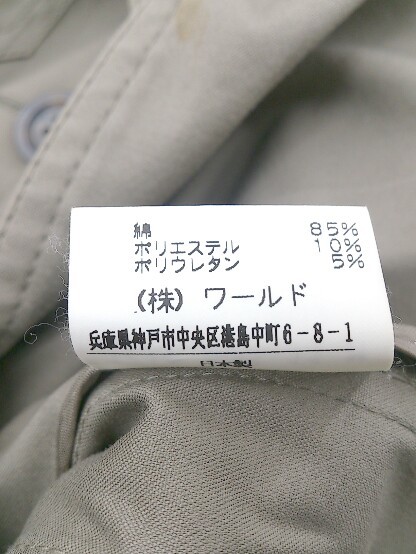 綿 85%
ポリエステル 10%
ポリウレタン 5%
(株) ワールド
兵庫県神戸市中央区港島中町6-8-1
日本製